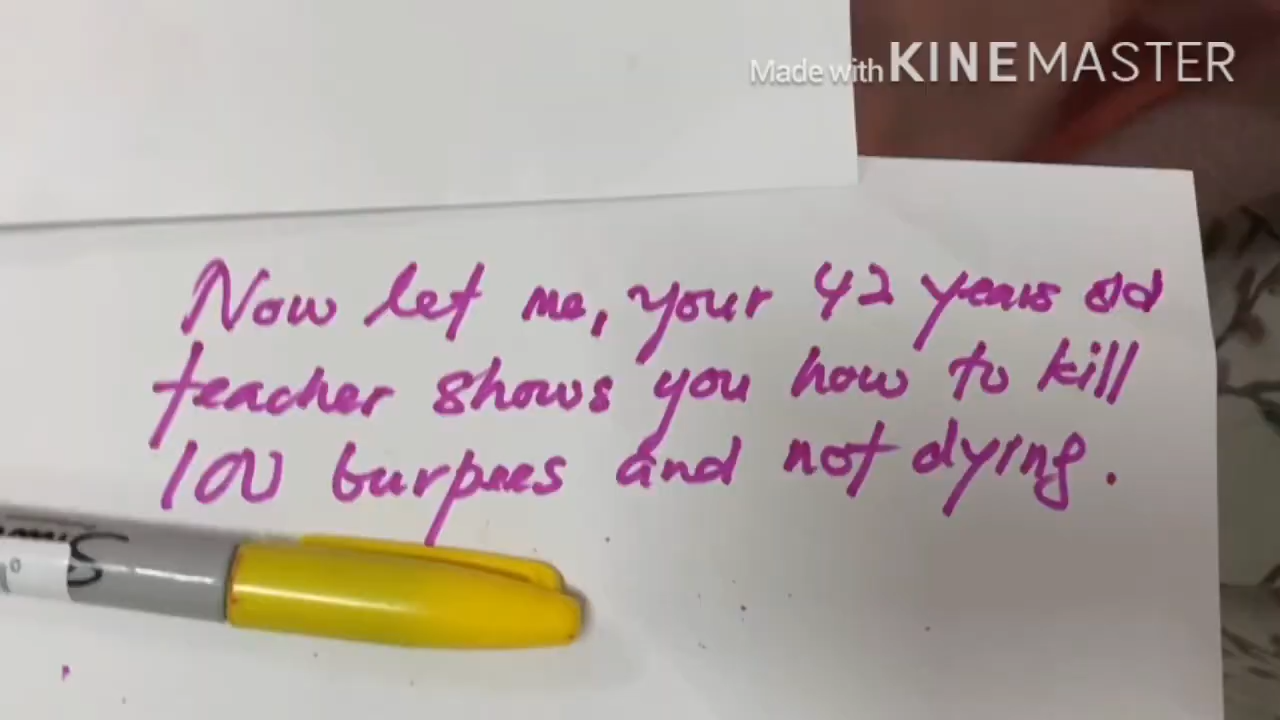 Made with KINEMASTER
Now let me, your 42 years old
teacher shows you how to kill
100 burpees and not dying.